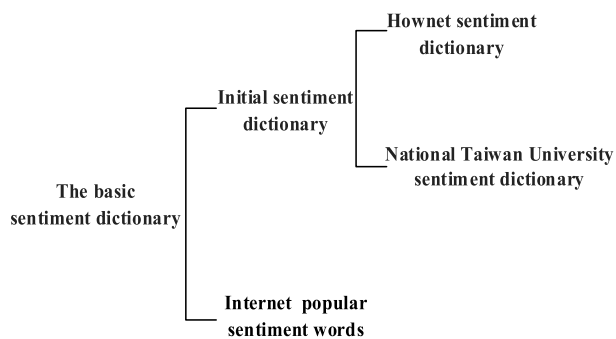 Hownet sentiment
dictionary
Initial sentiment
dictionary
National Taiwan University
sentiment dictionary
The basic
sentiment dictionary
Internet popular
sentiment words